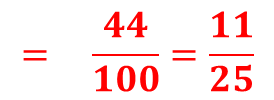 = 44/100 = 11/25